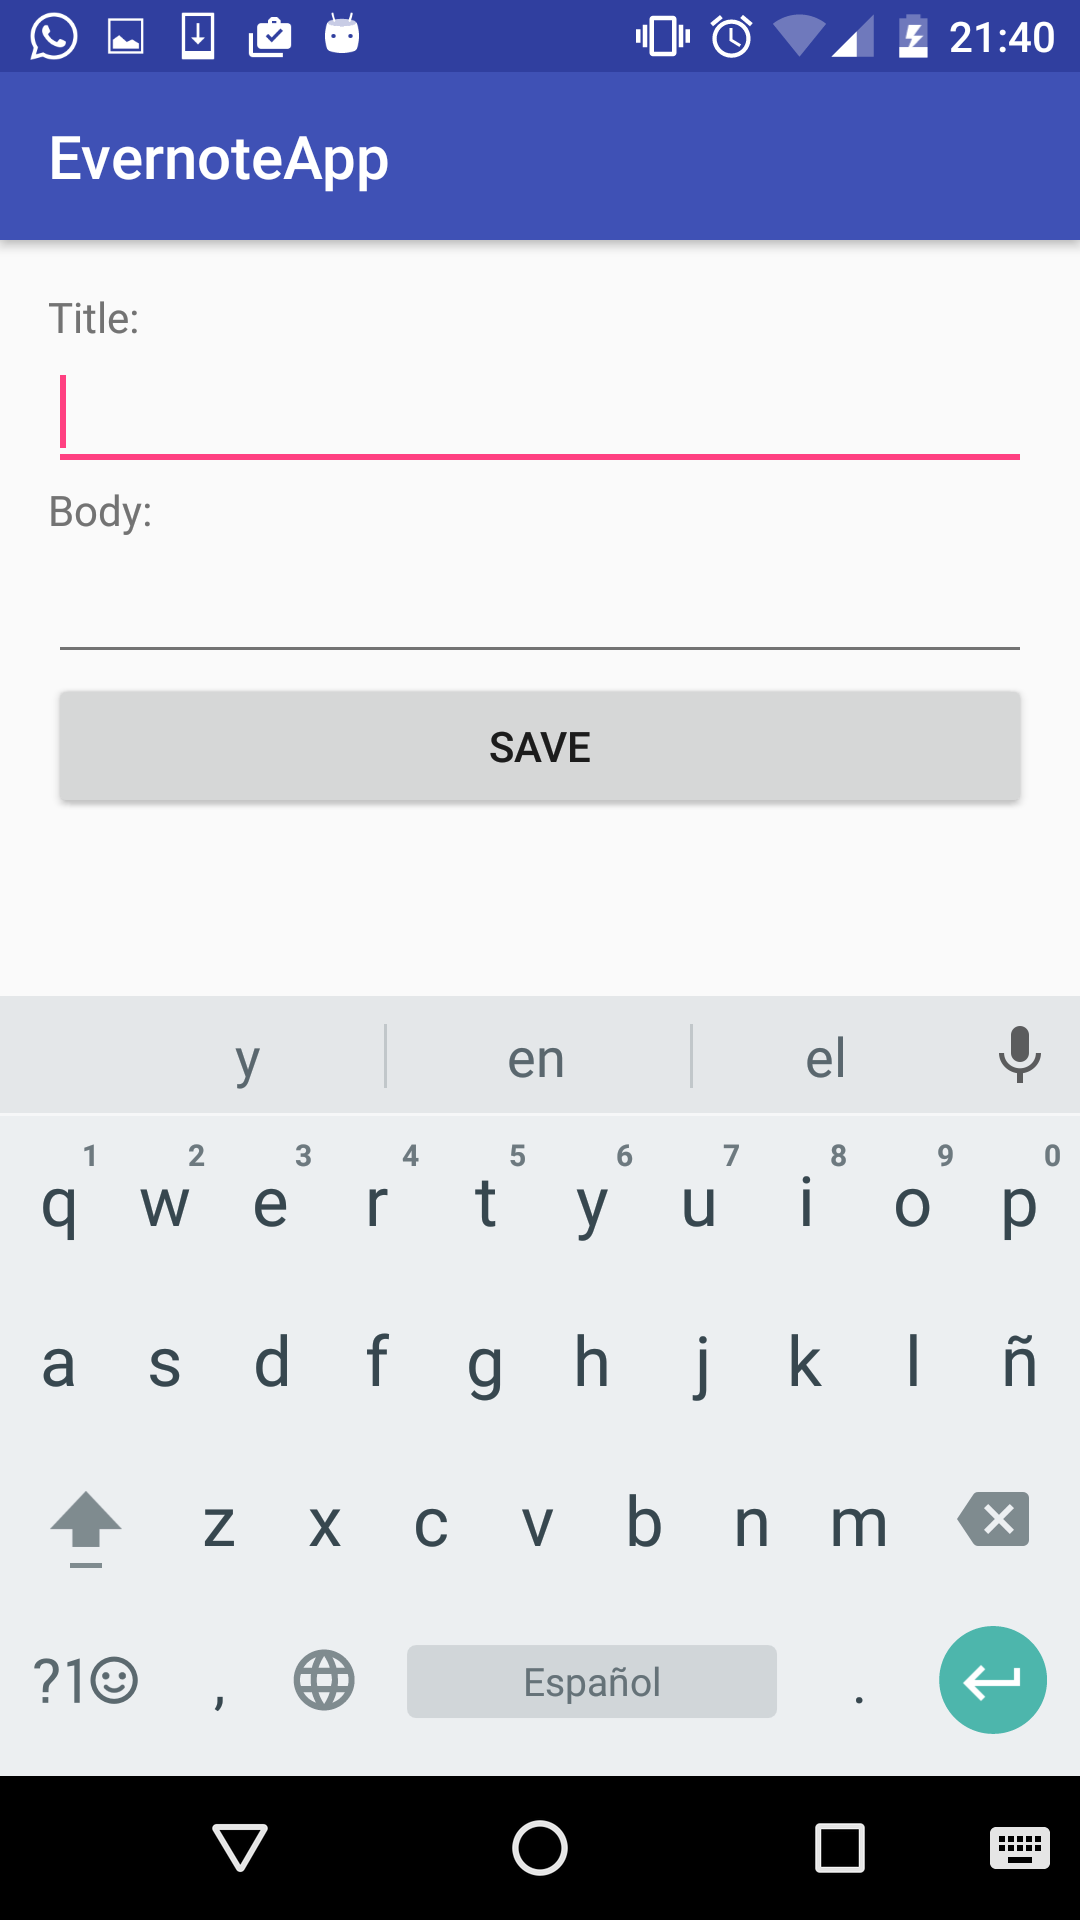 21:40
EvernoteApp
Title:
Body:
SAVE
y en el
1 2 3 4 5 6 7 8 9 0
q w e r t y u i o p
a s d f g h j k l ñ
z x c v b n m
?1 , Español .